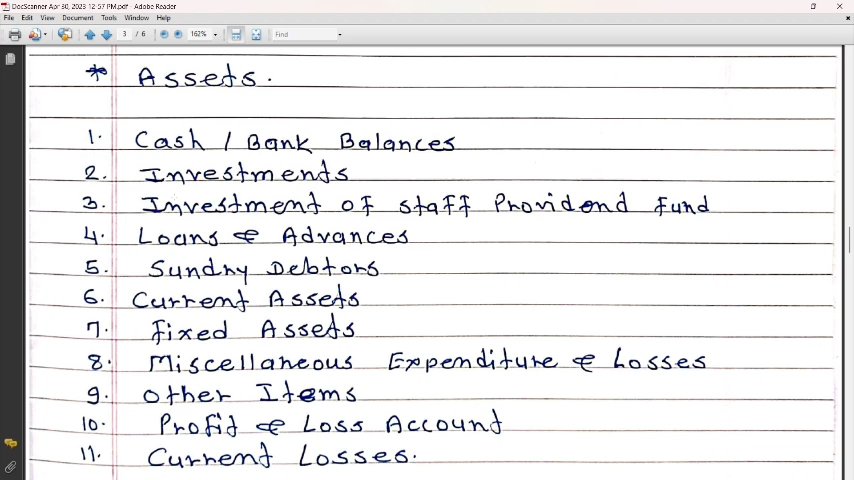 DocScanner Apr 30, 2023 12-57 PM.pdf - Adobe Reader
File Edit View Document Tools Window Help
3 / 6 162% Find
* Assets.
1. Cash / Bank Balances
2. Investments
3. Investment of staff Providend Fund
4. Loans & Advances
5. Sundry Debtors
6. Current Assets
7. Fixed Assets
8. Miscellaneous Expenditure & Losses
9. Other Items
10. Profit & Loss Account
11. Current Losses.